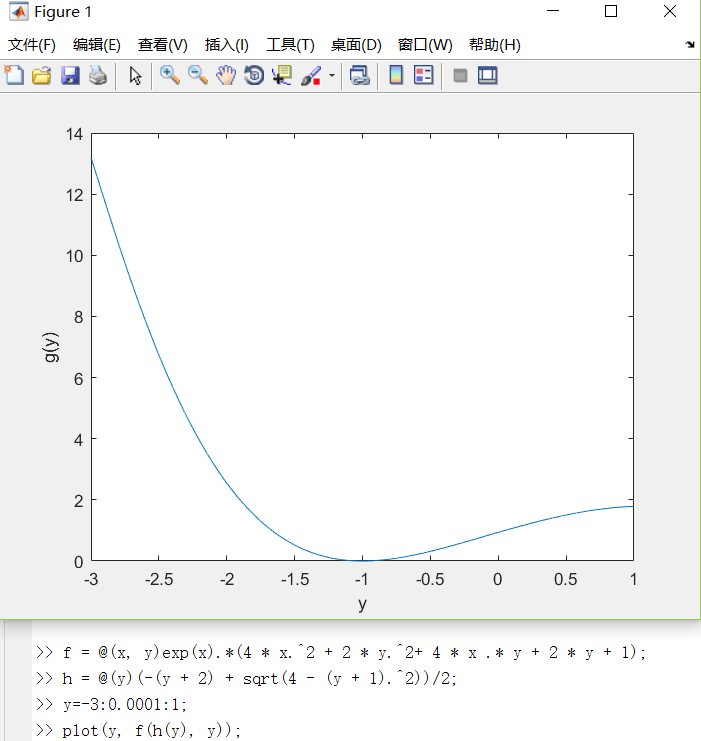 Figure 1
文件(F) 编辑(E) 查看(V) 插入(I) 工具(T) 桌面(D) 窗口(W) 帮助(H)
14
12
10
8
6
4
2
0
g(y)
-3 -2.5 -2 -1.5 -1 -0.5 0 0.5 1
y
>> f = @(x, y)exp(x).*(4 * x.^2 + 2 * y.^2+ 4 * x .* y + 2 * y + 1);
>> h = @(y)(-(y + 2) + sqrt(4 - (y + 1).^2))/2;
>> y=-3:0.0001:1;
>> plot(y, f(h(y), y));